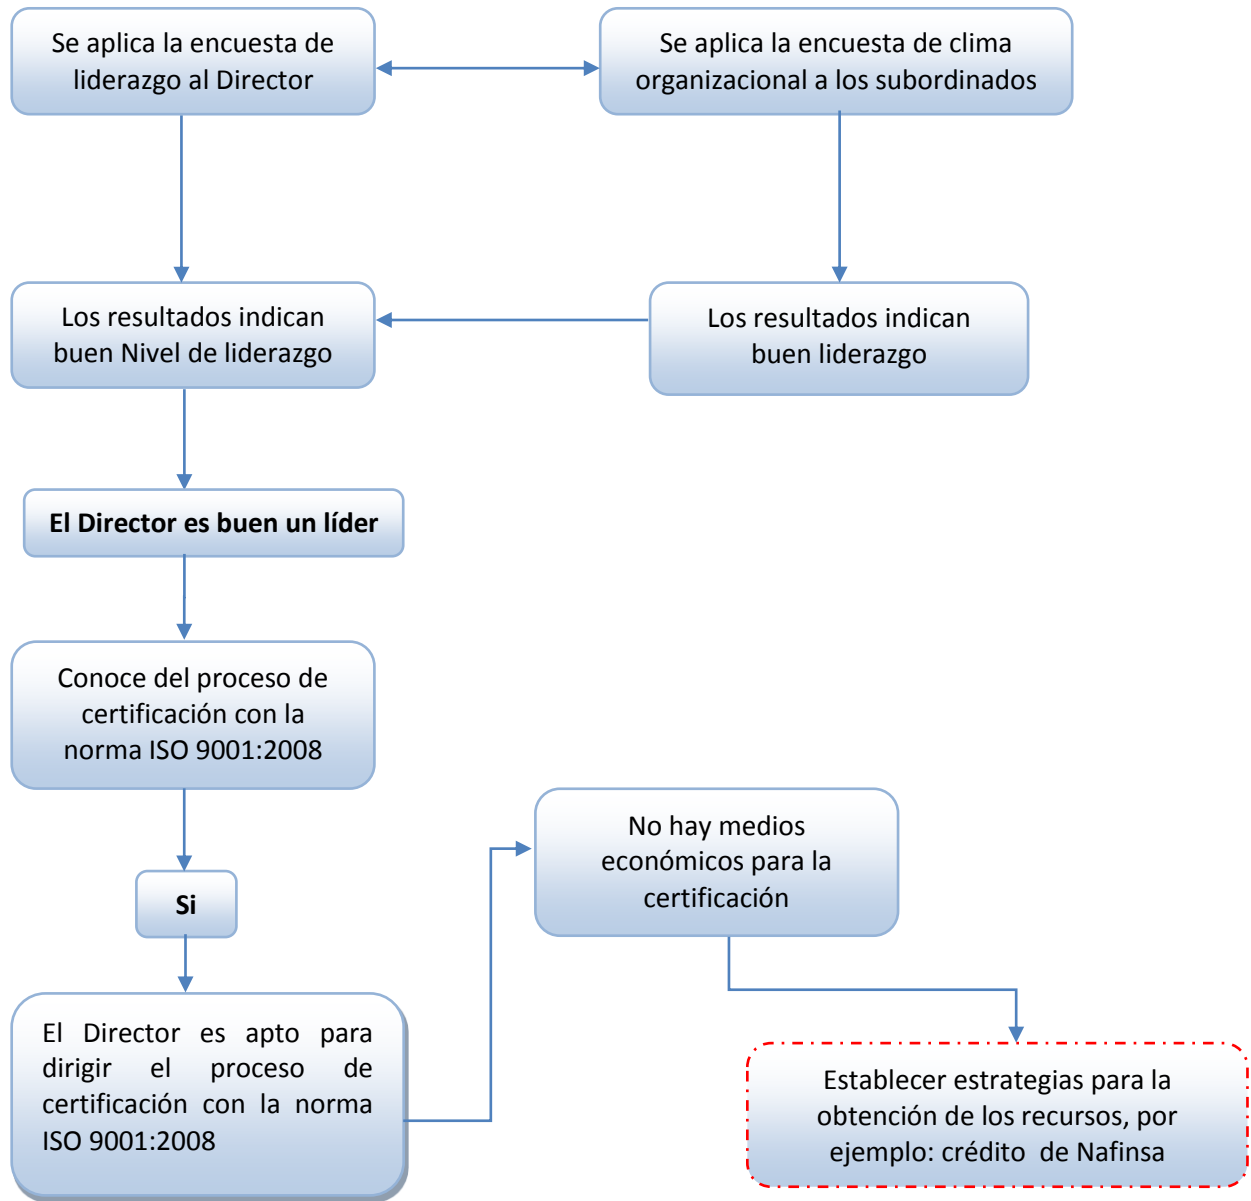 Se aplica la encuesta de
liderazgo al Director
Se aplica la encuesta de clima
organizacional a los subordinados
Los resultados indican
buen Nivel de liderazgo
Los resultados indican
buen liderazgo
El Director es buen un líder
Conoce del proceso de
certificación con la
norma ISO 9001:2008
No hay medios
económicos para la
certificación
Si
El Director es apto para
dirigir el proceso de
certificación con la norma
ISO 9001:2008
Establecer estrategias para la
obtención de los recursos, por
ejemplo: crédito de Nafinsa